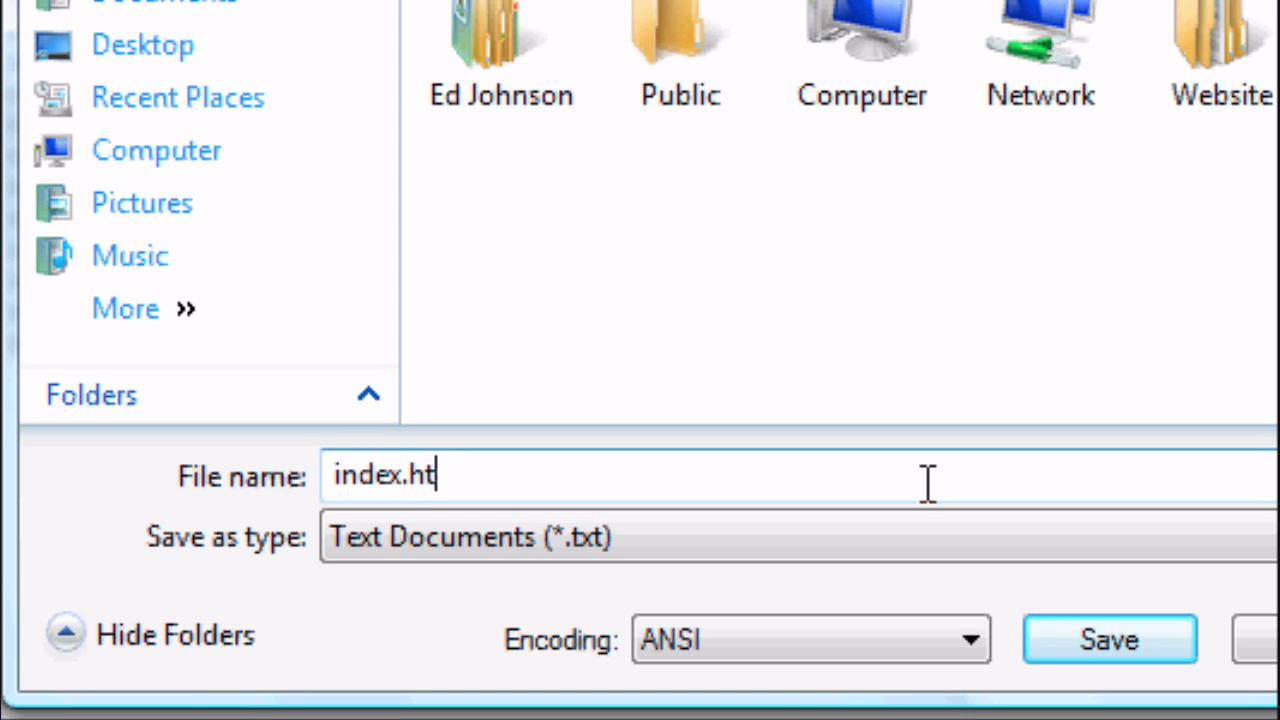 Documents
Desktop
Recent Places
Computer
Pictures
Music
More »
Folders
Ed Johnson
Public
Computer
Network
Website
File name: index.ht
Save as type: Text Documents (*.txt)
Hide Folders
Encoding: ANSI
Save